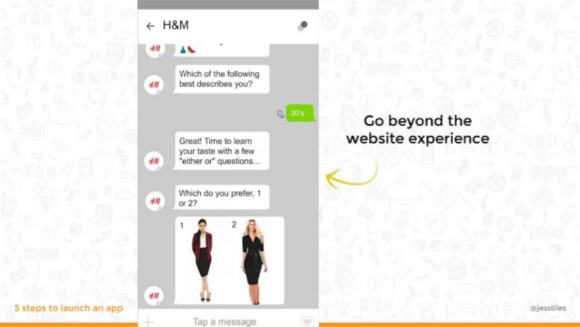 H&M
H&M
Which of the following
best describes you?
H&M
30's
Great! Time to learn
your taste with a few
"either or" questions...
H&M
Which do you prefer, 1
or 2?
H&M
1
2
H&M
Tap a message
Go beyond the
website experience
5 steps to launch an app
@jesstiles